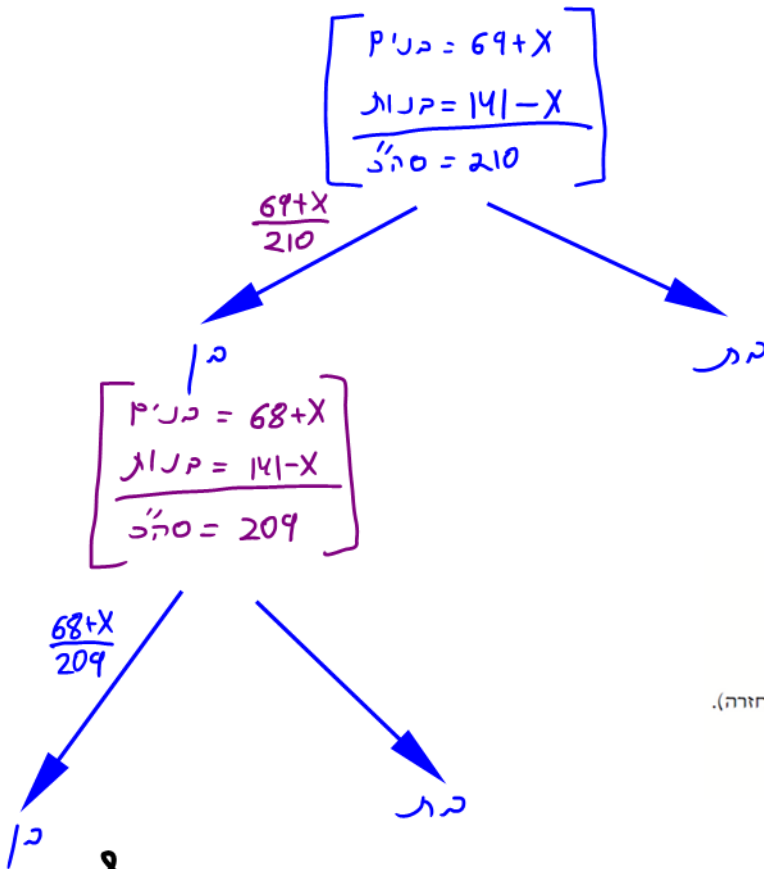 בנים = 69+X
בנות = 141-X
סה"כ = 210
69+X
210
בן
בת
בנים = 68+X
בנות = 141-X
סה"כ = 209
68+X
209
חזרה).
בן
בת